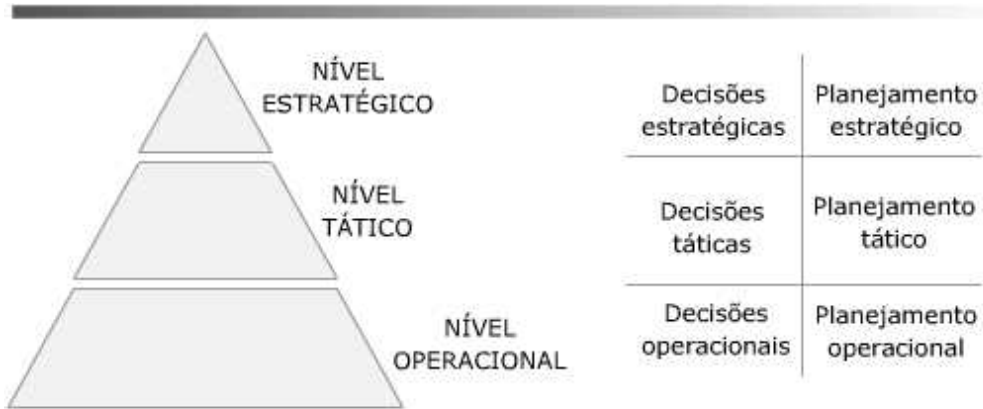 NÍVEL
ESTRATÉGICO
Decisões
estratégicas
Planejamento
estratégico
NÍVEL
TÁTICO
Decisões
táticas
Planejamento
tático
NÍVEL
OPERACIONAL
Decisões
operacionais
Planejamento
operacional